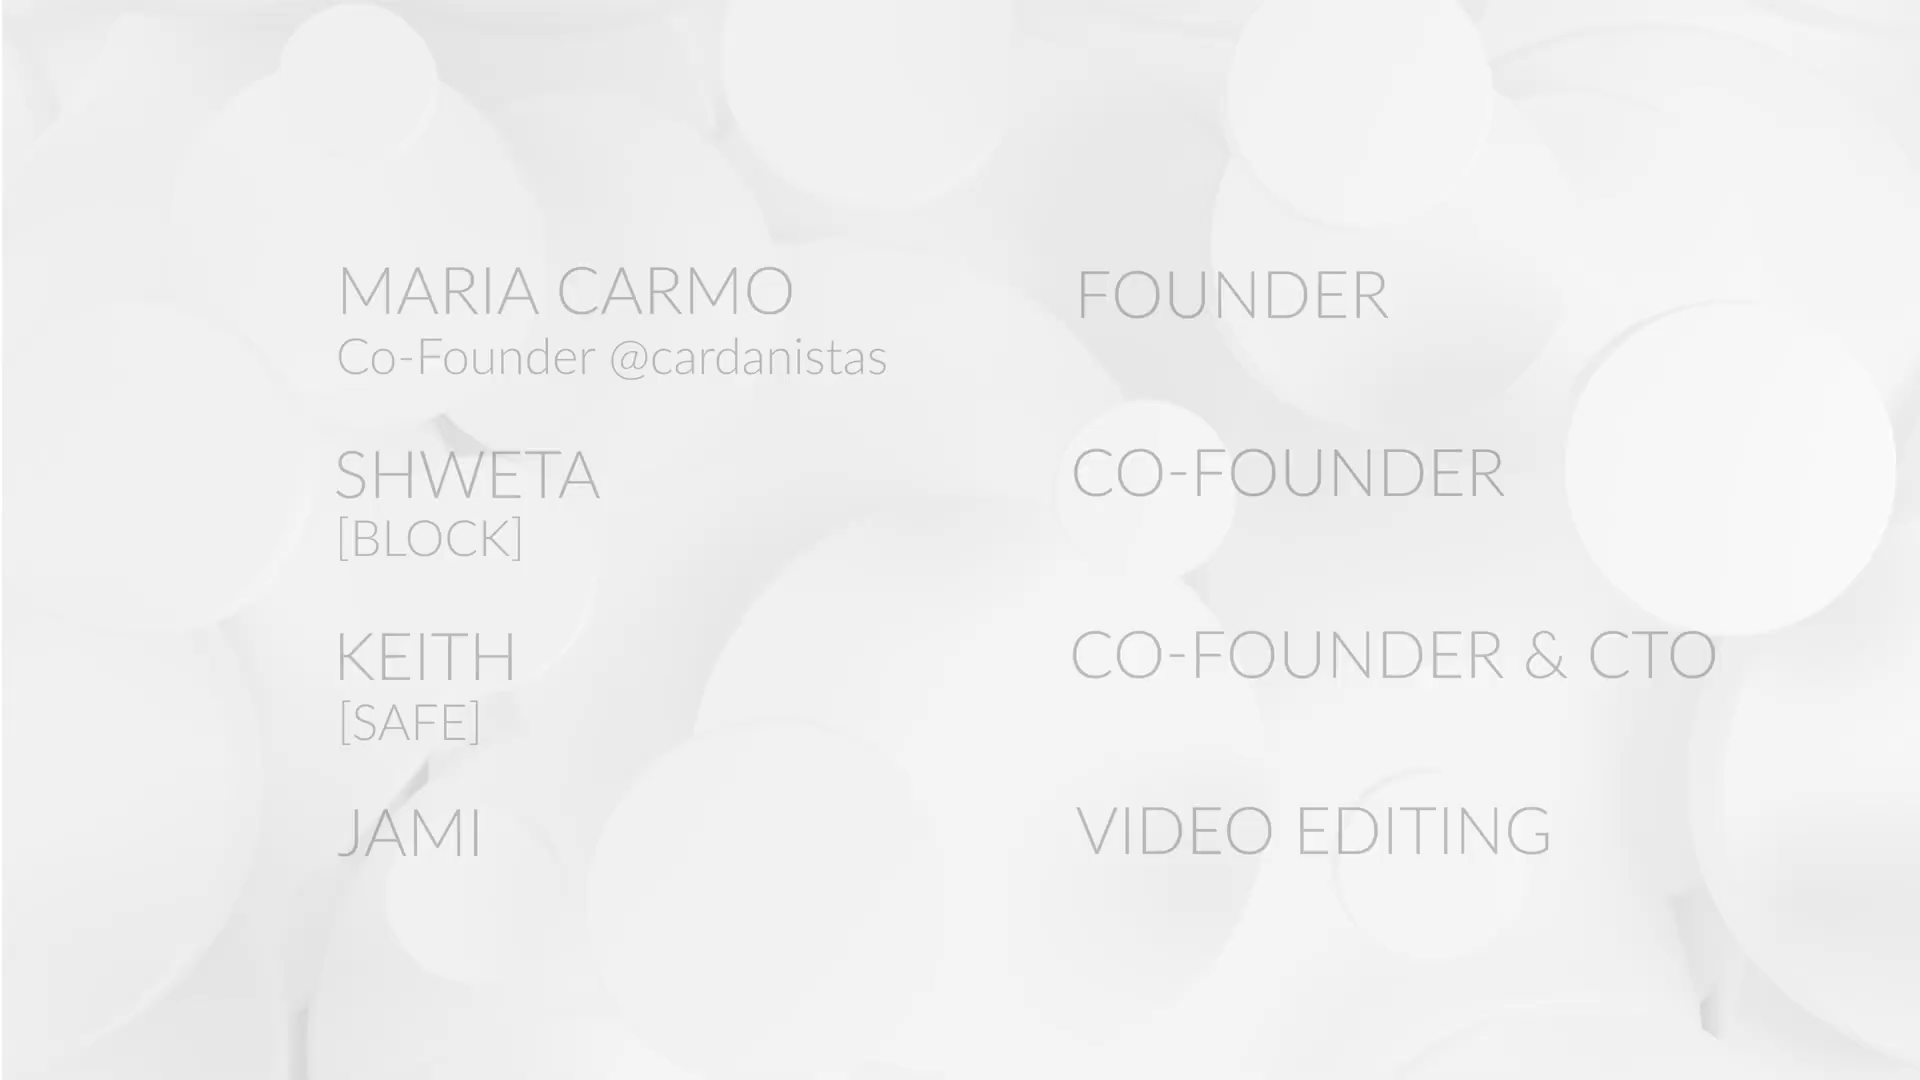 MARIA CARMO FOUNDER
Co-Founder @cardanistas
SHWETA CO-FOUNDER
[BLOCK]
KEITH CO-FOUNDER & CTO
[SAFE]
JAMI VIDEO EDITING